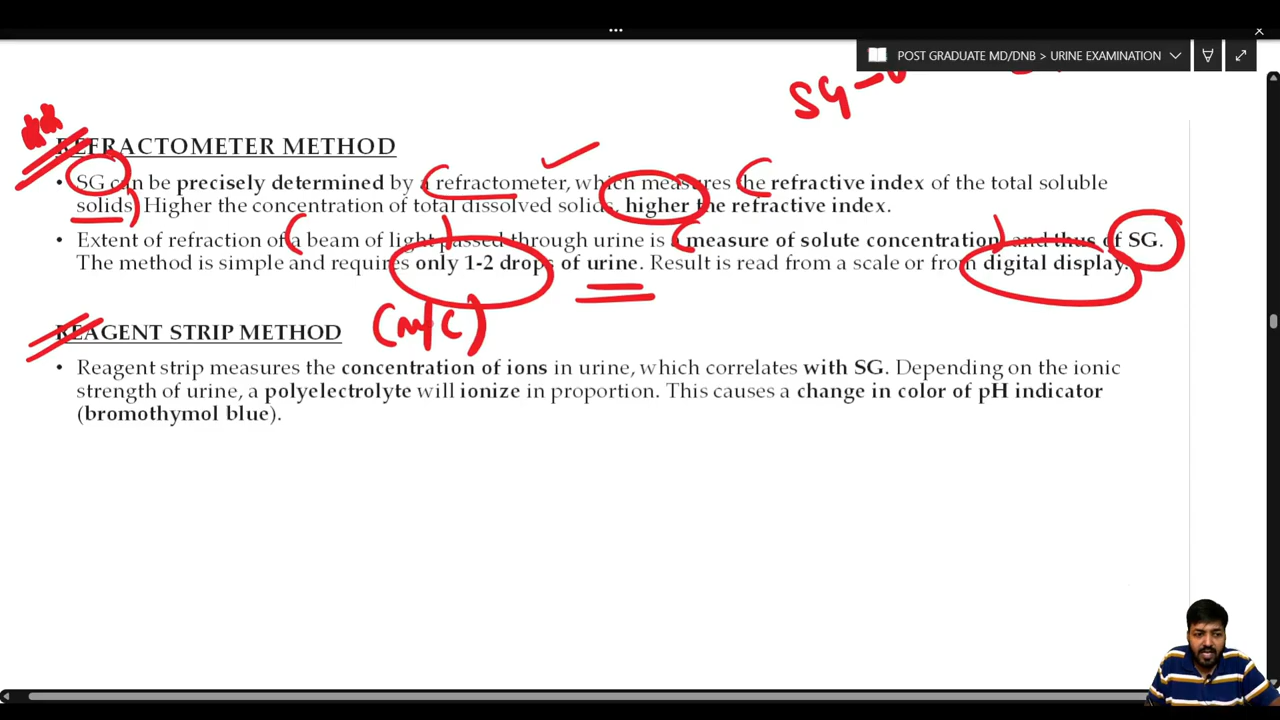 POST GRADUATE MD/DNB > URINE EXAMINATION
SG
REFRACTOMETER METHOD
• SG can be precisely determined by a refractometer, which measures the refractive index of the total soluble
solids. Higher the concentration of total dissolved solids, higher the refractive index.
• Extent of refraction of a beam of light passed through urine is a measure of solute concentration, and thus of SG.
The method is simple and requires only 1-2 drops of urine. Result is read from a scale or from digital display.
(m/c)
REAGENT STRIP METHOD
• Reagent strip measures the concentration of ions in urine, which correlates with SG. Depending on the ionic
strength of urine, a polyelectrolyte will ionize in proportion. This causes a change in color of pH indicator
(bromothymol blue).